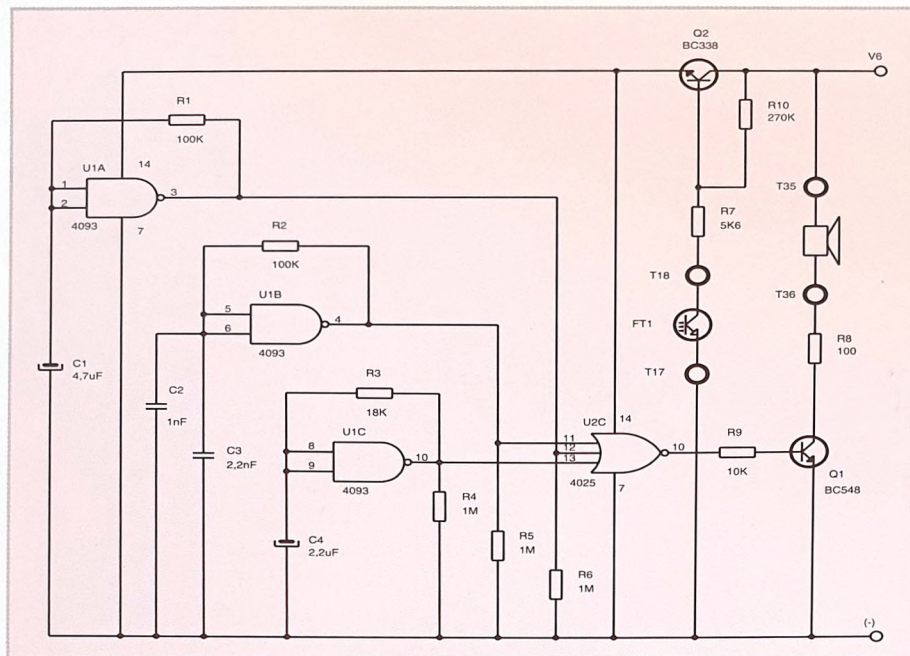 Q2
BC338
V6
R1
100K
R10
270K
U1A
14
1
2
3
4093
7
T35
R2
100K
R7
5K6
U1B
5
6
4
4093
T18
T36
FT1
C1
4,7uF
C2
1nF
R3
18K
T17
R8
100
C3
2,2nF
U1C
8
9
10
4093
U2C
14
11
12
13
10
4025
7
R9
10K
Q1
BC548
R4
1M
C4
2,2uF
R5
1M
R6
1M
(-)